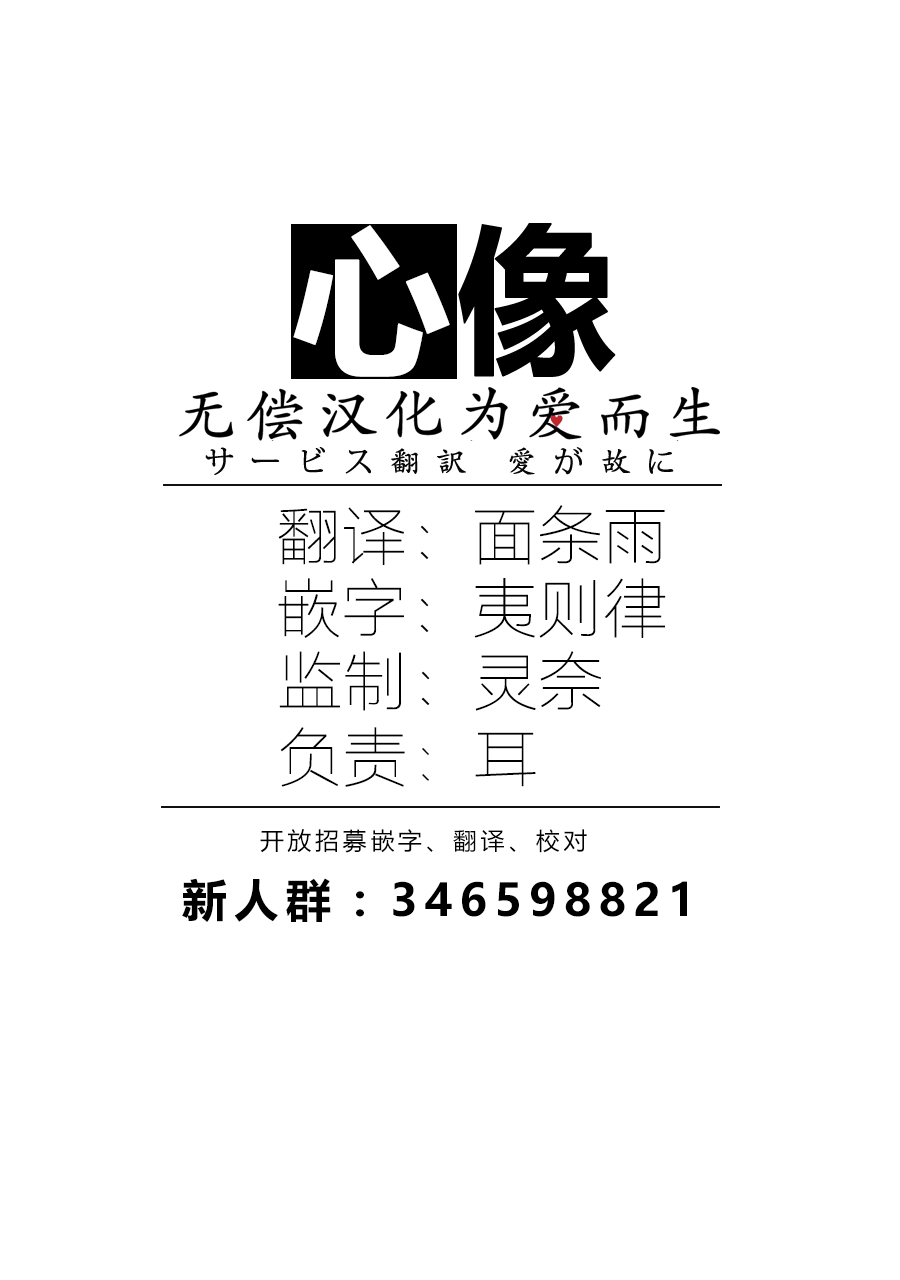 心像
无偿汉化为爱而生
サービス翻訳 愛が故に
翻译：面条雨
嵌字：夷则律
监制：灵奈
负责：耳
开放招募嵌字、翻译、校对
新人群：346598821